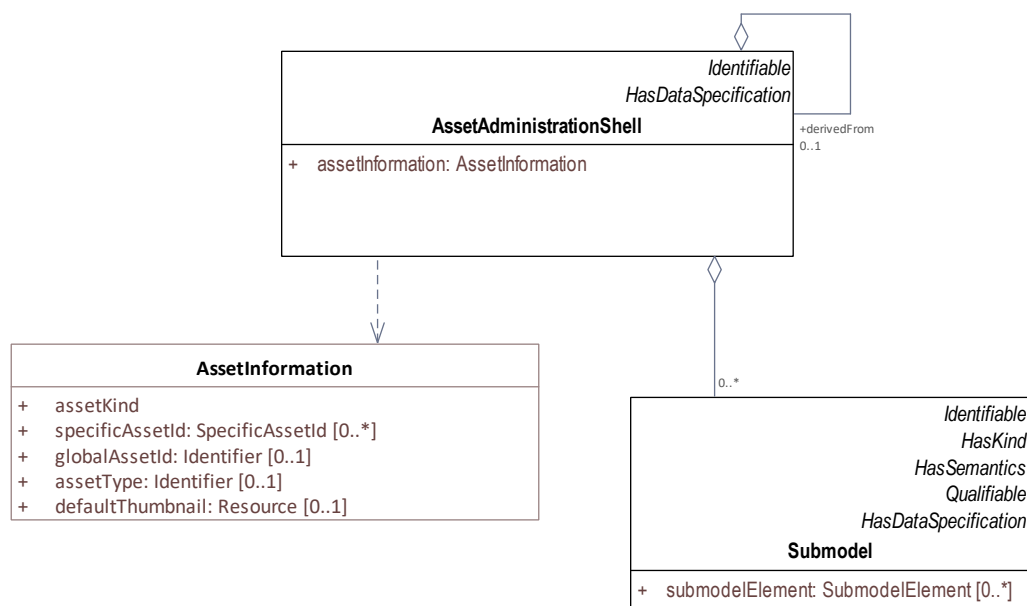 Identifiable
HasDataSpecification
AssetAdministrationShell
+derivedFrom
0..1
+ assetInformation: AssetInformation
AssetInformation
+ assetKind
+ specificAssetId: SpecificAssetId [0..*]
+ globalAssetId: Identifier [0..1]
+ assetType: Identifier [0..1]
+ defaultThumbnail: Resource [0..1]
0..*
Identifiable
HasKind
HasSemantics
Qualifiable
HasDataSpecification
Submodel
+ submodelElement: SubmodelElement [0..*]